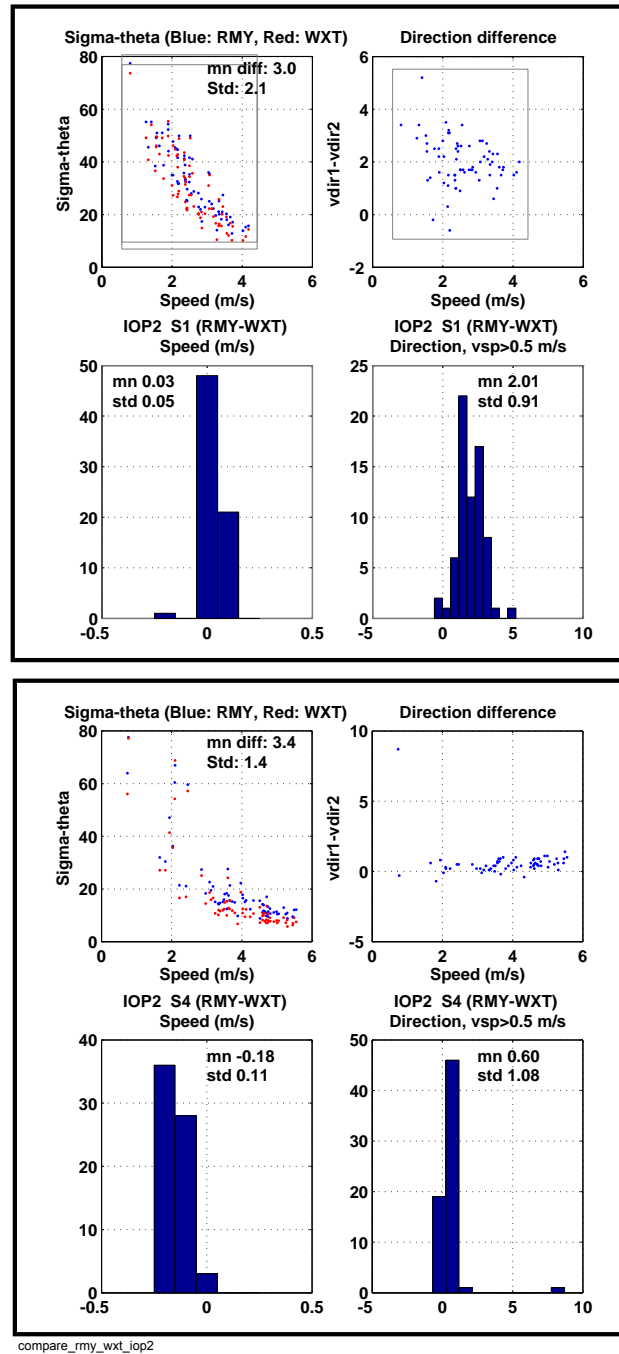 Sigma-theta (Blue: RMY, Red: WXT)
mn diff: 3.0
Std: 2.1
Sigma-theta
80
60
40
20
0
0 2 4 6
Speed (m/s)
Direction difference
vdir1-vdir2
6
4
2
0
-2
0 2 4 6
Speed (m/s)
IOP2 S1 (RMY-WXT)
Speed (m/s)
mn 0.03
std 0.05
50
40
30
20
10
0
-0.5 0 0.5
IOP2 S1 (RMY-WXT)
Direction, vsp>0.5 m/s
mn 2.01
std 0.91
25
20
15
10
5
0
-5 0 5 10
Sigma-theta (Blue: RMY, Red: WXT)
mn diff: 3.4
Std: 1.4
Sigma-theta
80
60
40
20
0
0 2 4 6
Speed (m/s)
Direction difference
vdir1-vdir2
10
5
0
-5
0 2 4 6
Speed (m/s)
IOP2 S4 (RMY-WXT)
Speed (m/s)
mn -0.18
std 0.11
40
30
20
10
0
-0.5 0 0.5
IOP2 S4 (RMY-WXT)
Direction, vsp>0.5 m/s
mn 0.60
std 1.08
50
40
30
20
10
0
-5 0 5 10
compare_rmy_wxt_iop2